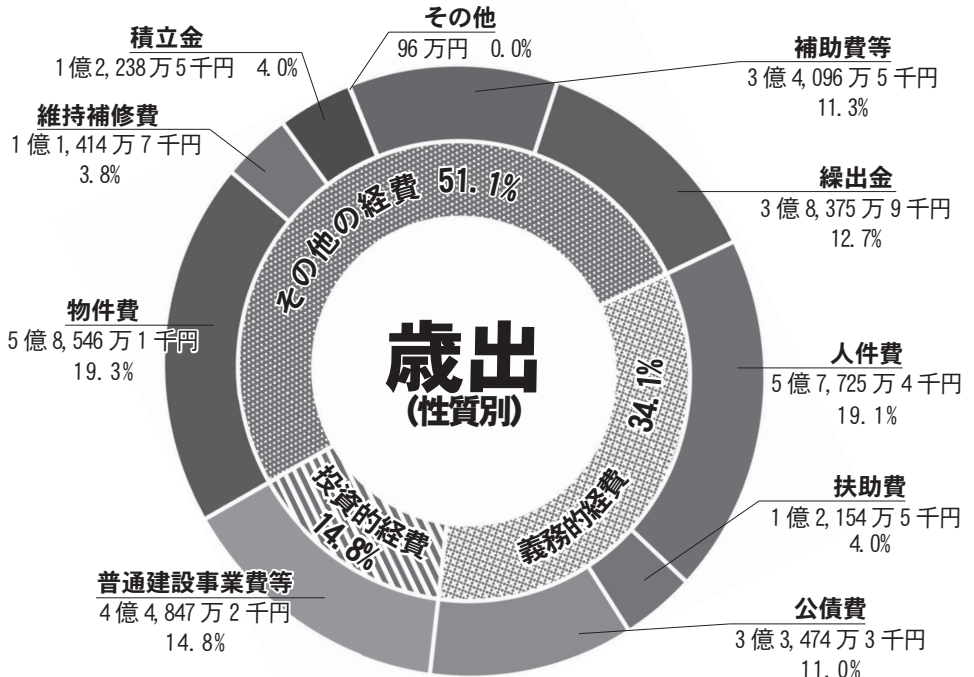 その他
96万円 0.0%
積立金
1億2,238万5千円 4.0%
維持補修費
1億1,414万7千円
3.8%
物件費
5億8,546万1千円
19.3%
普通建設事業費等
4億4,847万2千円
14.8%
補助費等
3億4,096万5千円
11.3%
繰出金
3億8,375万9千円
12.7%
人件費
5億7,725万4千円
19.1%
扶助費
1億2,154万5千円
4.0%
公債費
3億3,474万3千円
11.0%
その他の経費 51.1%
義務的経費 34.1%
投資的経費
14.8%
歳出
(性質別)